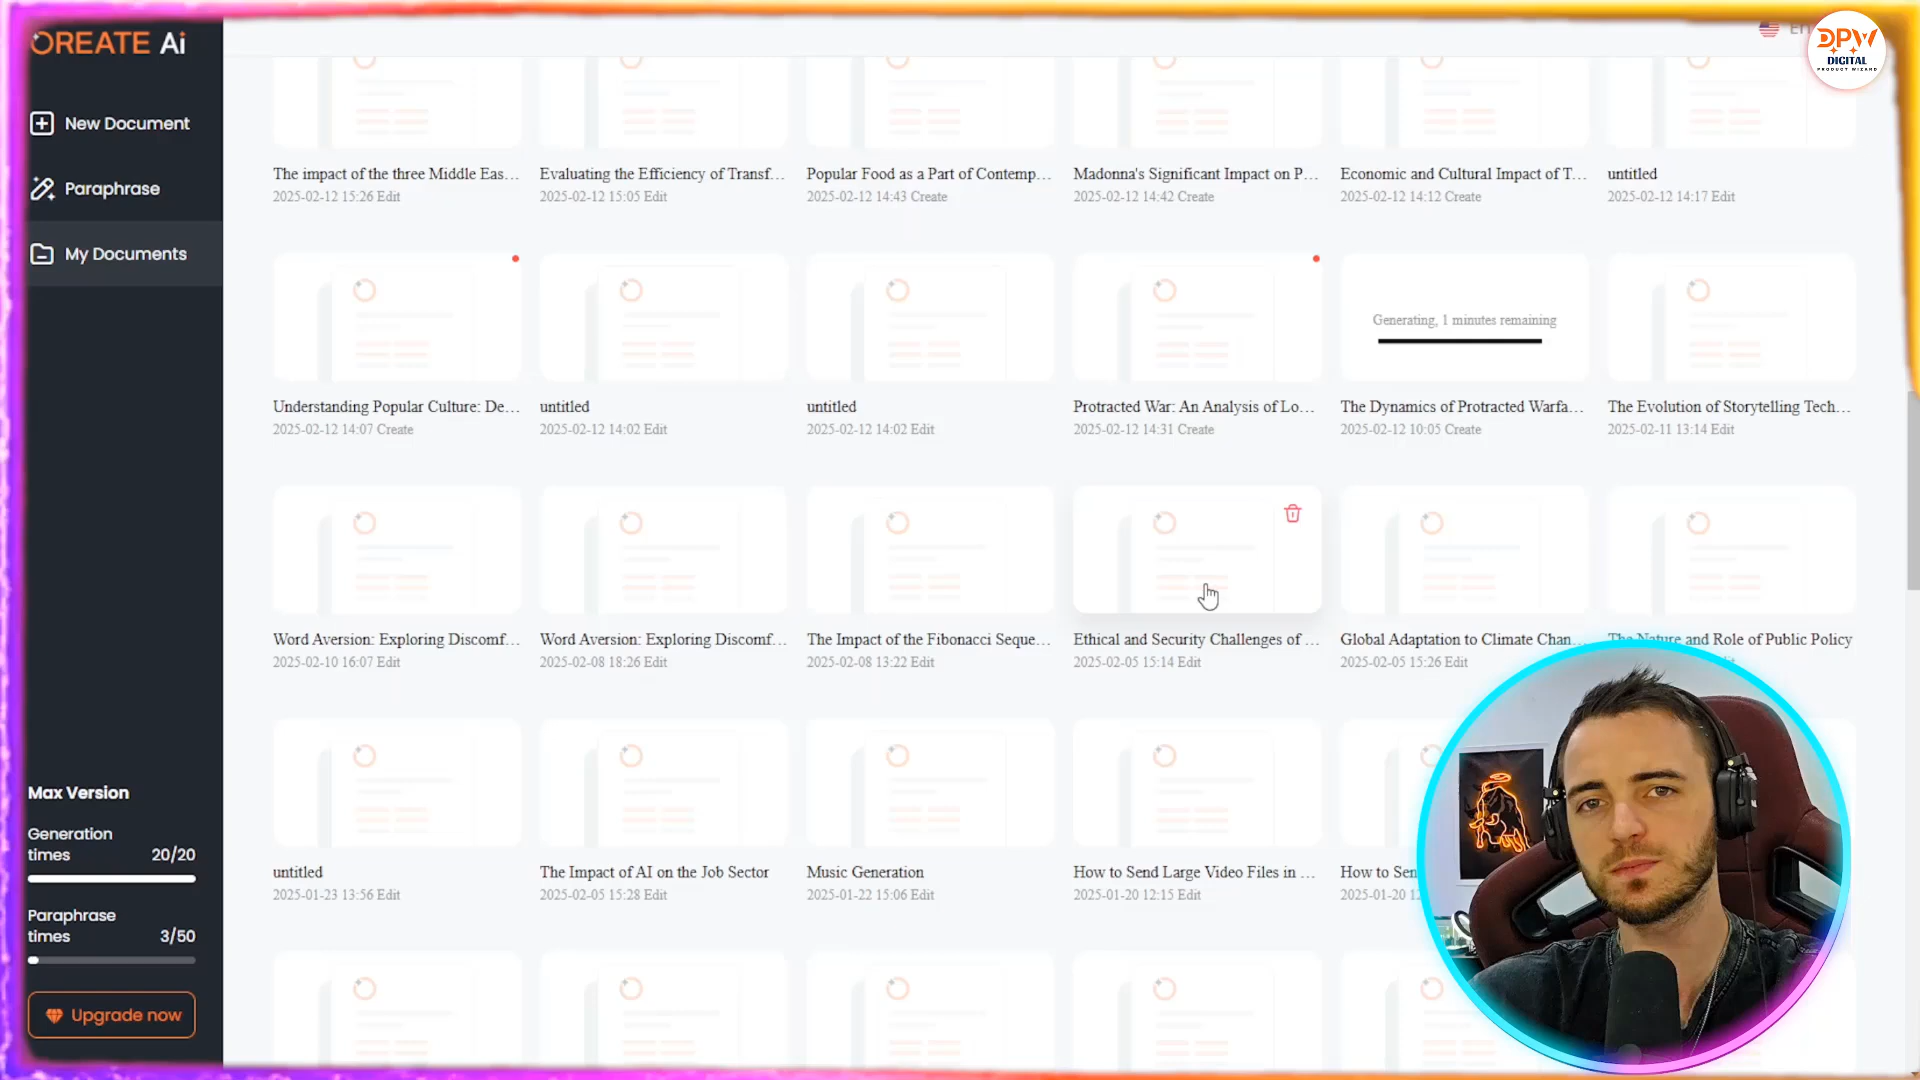 OREATE Ai
EN
DPW
DIGITAL
PRODUCT WIZARD
New Document
Paraphrase
My Documents
The impact of the three Middle Eas...
Evaluating the Efficiency of Transf...
Popular Food as a Part of Contemp...
Madonna's Significant Impact on P...
Economic and Cultural Impact of T...
untitled
2025-02-12 15:26 Edit
2025-02-12 15:05 Edit
2025-02-12 14:43 Create
2025-02-12 14:42 Create
2025-02-12 14:12 Create
2025-02-12 14:17 Edit
Generating, 1 minutes remaining
Understanding Popular Culture: De...
untitled
untitled
Protracted War: An Analysis of Lo...
The Dynamics of Protracted Warfa...
The Evolution of Storytelling Tech...
2025-02-12 14:07 Create
2025-02-12 14:02 Edit
2025-02-12 14:02 Edit
2025-02-12 14:31 Create
2025-02-12 10:05 Create
2025-02-11 13:14 Edit
Word Aversion: Exploring Discomf...
Word Aversion: Exploring Discomf...
The Impact of the Fibonacci Seque...
Ethical and Security Challenges of ...
Global Adaptation to Climate Chan...
The Nature and Role of Public Policy
2025-02-10 16:07 Edit
2025-02-08 18:26 Edit
2025-02-08 13:22 Edit
2025-02-05 15:14 Edit
2025-02-05 15:26 Edit
untitled
The Impact of AI on the Job Sector
Music Generation
How to Send Large Video Files in ...
How to Sen
2025-01-23 13:56 Edit
2025-02-05 15:28 Edit
2025-01-22 15:06 Edit
2025-01-20 12:15 Edit
2025-01-20 12
Max Version
Generation
times 20/20
Paraphrase
times 3/50
Upgrade now